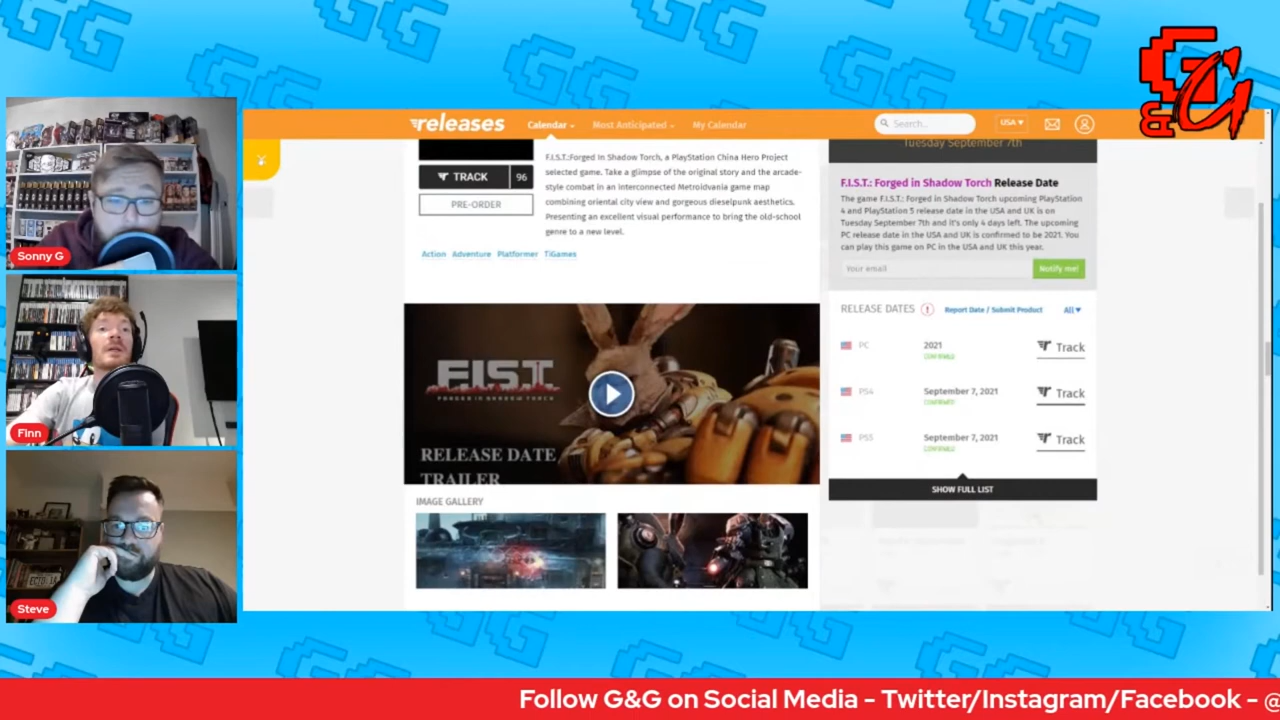 G
& G
releases
Calendar
Most Anticipated
My Calendar
Search...
USA
Tuesday September 7th
TRACK 96
PRE-ORDER
F.I.S.T.:Forged In Shadow Torch, a PlayStation China Hero Project
selected game. Take a glimpse of the original story and the arcade-
style combat in an interconnected Metroidvania game map
combining oriental city view and gorgeous dieselpunk aesthetics.
Presenting an excellent visual performance to bring the old-school
genre to a new level.
Action Adventure Platformer TiGames
F.I.S.T.: Forged in Shadow Torch Release Date
The game F.I.S.T.: Forged in Shadow Torch upcoming PlayStation
4 and PlayStation 5 release date in the USA and UK is on
Tuesday September 7th and it's only 4 days left. The upcoming
PC release date in the USA and UK is confirmed to be 2021. You
can play this game on PC in the USA and UK this year.
Your email
Notify me!
RELEASE DATES
Report Date / Submit Product
All
PC 2021 Track
CONFIRMED
PS4 September 7, 2021 Track
CONFIRMED
PS5 September 7, 2021 Track
CONFIRMED
SHOW FULL LIST
F.I.S.T.
FORGED IN SHADOW TORCH
RELEASE DATE
TRAILER
IMAGE GALLERY
Sonny G
Finn
Steve
Follow G&G on Social Media - Twitter/Instagram/Facebook - @